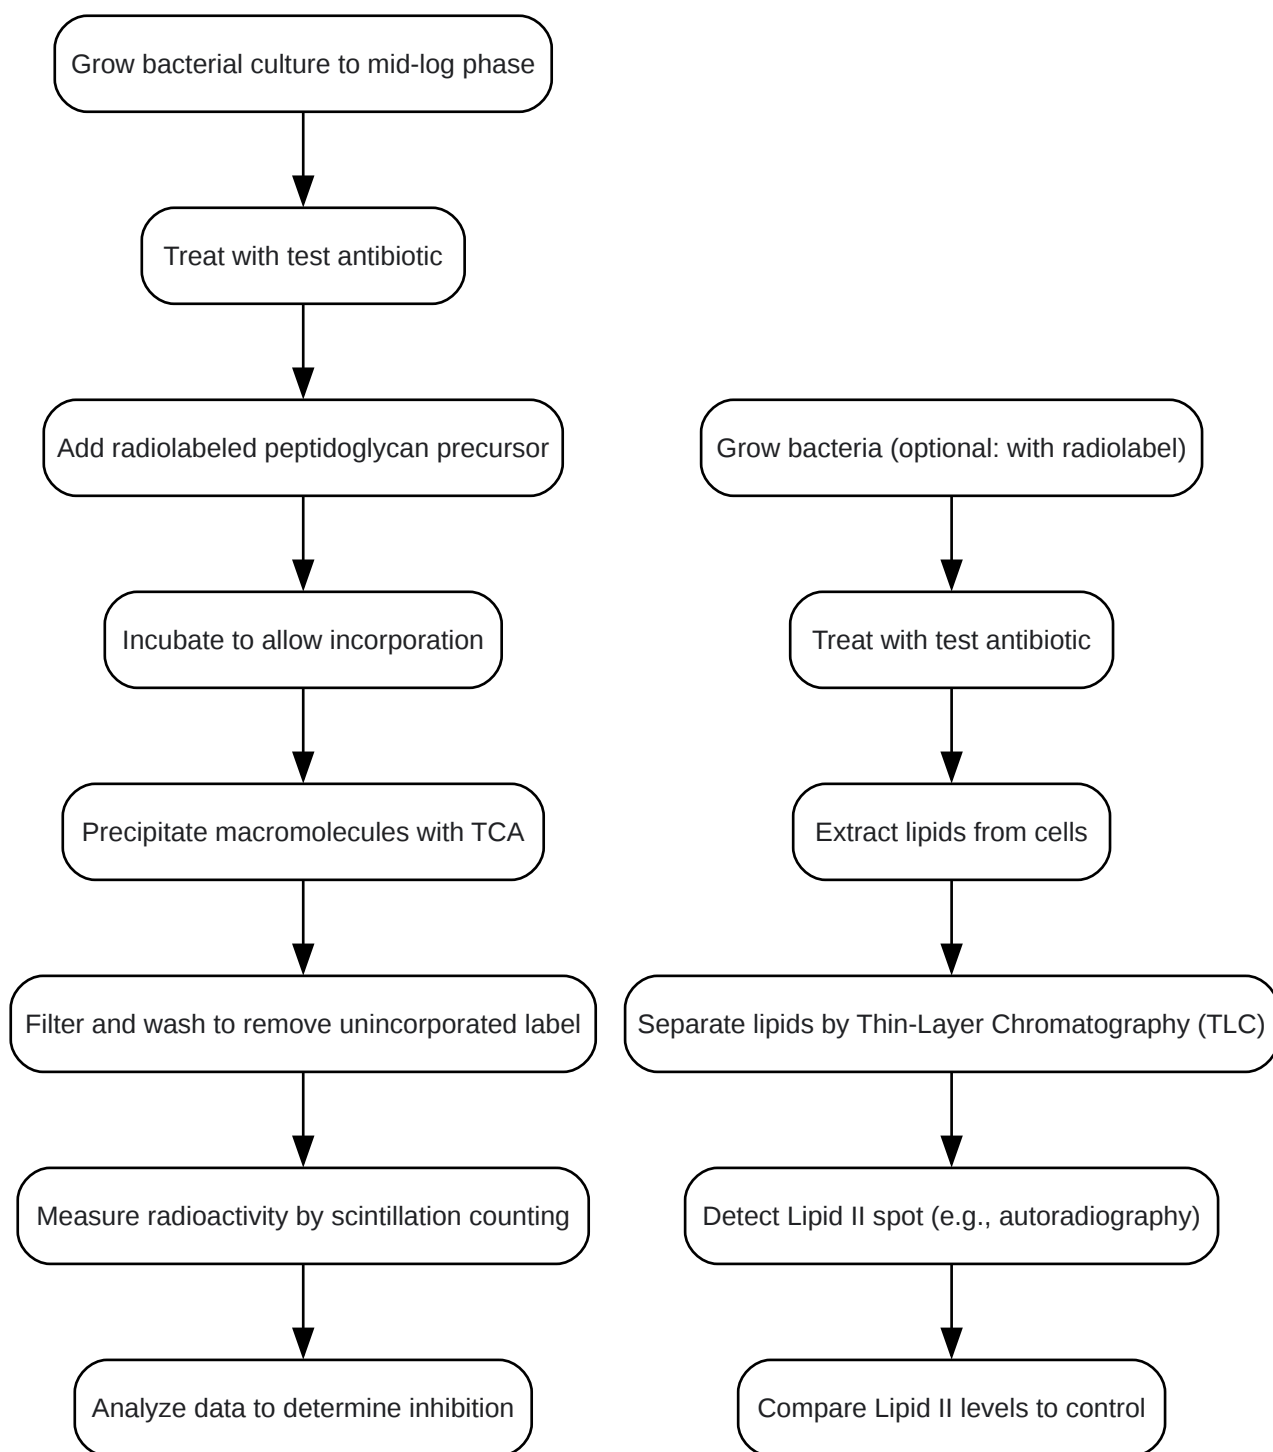 Grow bacterial culture to mid-log phase
Treat with test antibiotic
Add radiolabeled peptidoglycan precursor
Incubate to allow incorporation
Precipitate macromolecules with TCA
Filter and wash to remove unincorporated label
Measure radioactivity by scintillation counting
Analyze data to determine inhibition
Grow bacteria (optional: with radiolabel)
Treat with test antibiotic
Extract lipids from cells
Separate lipids by Thin-Layer Chromatography (TLC)
Detect Lipid II spot (e.g., autoradiography)
Compare Lipid II levels to control